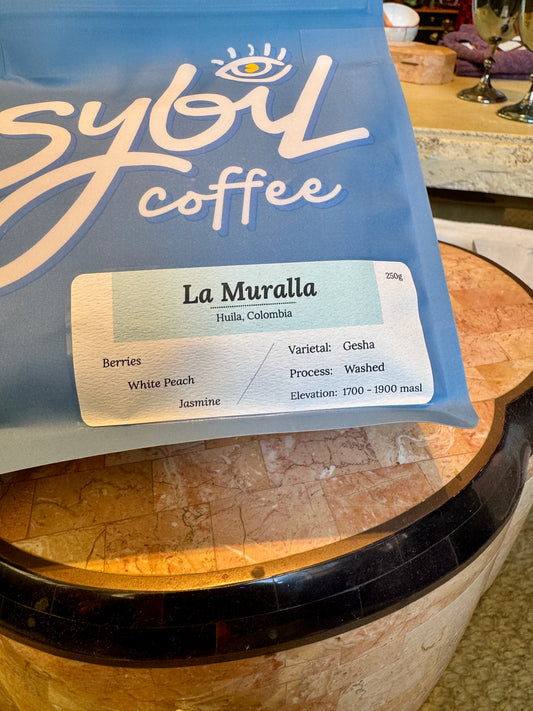 sybil
coffee
250g
La Muralla
Huila, Colombia
Berries
White Peach
Jasmine
Varietal: Gesha
Process: Washed
Elevation: 1700 - 1900 masl